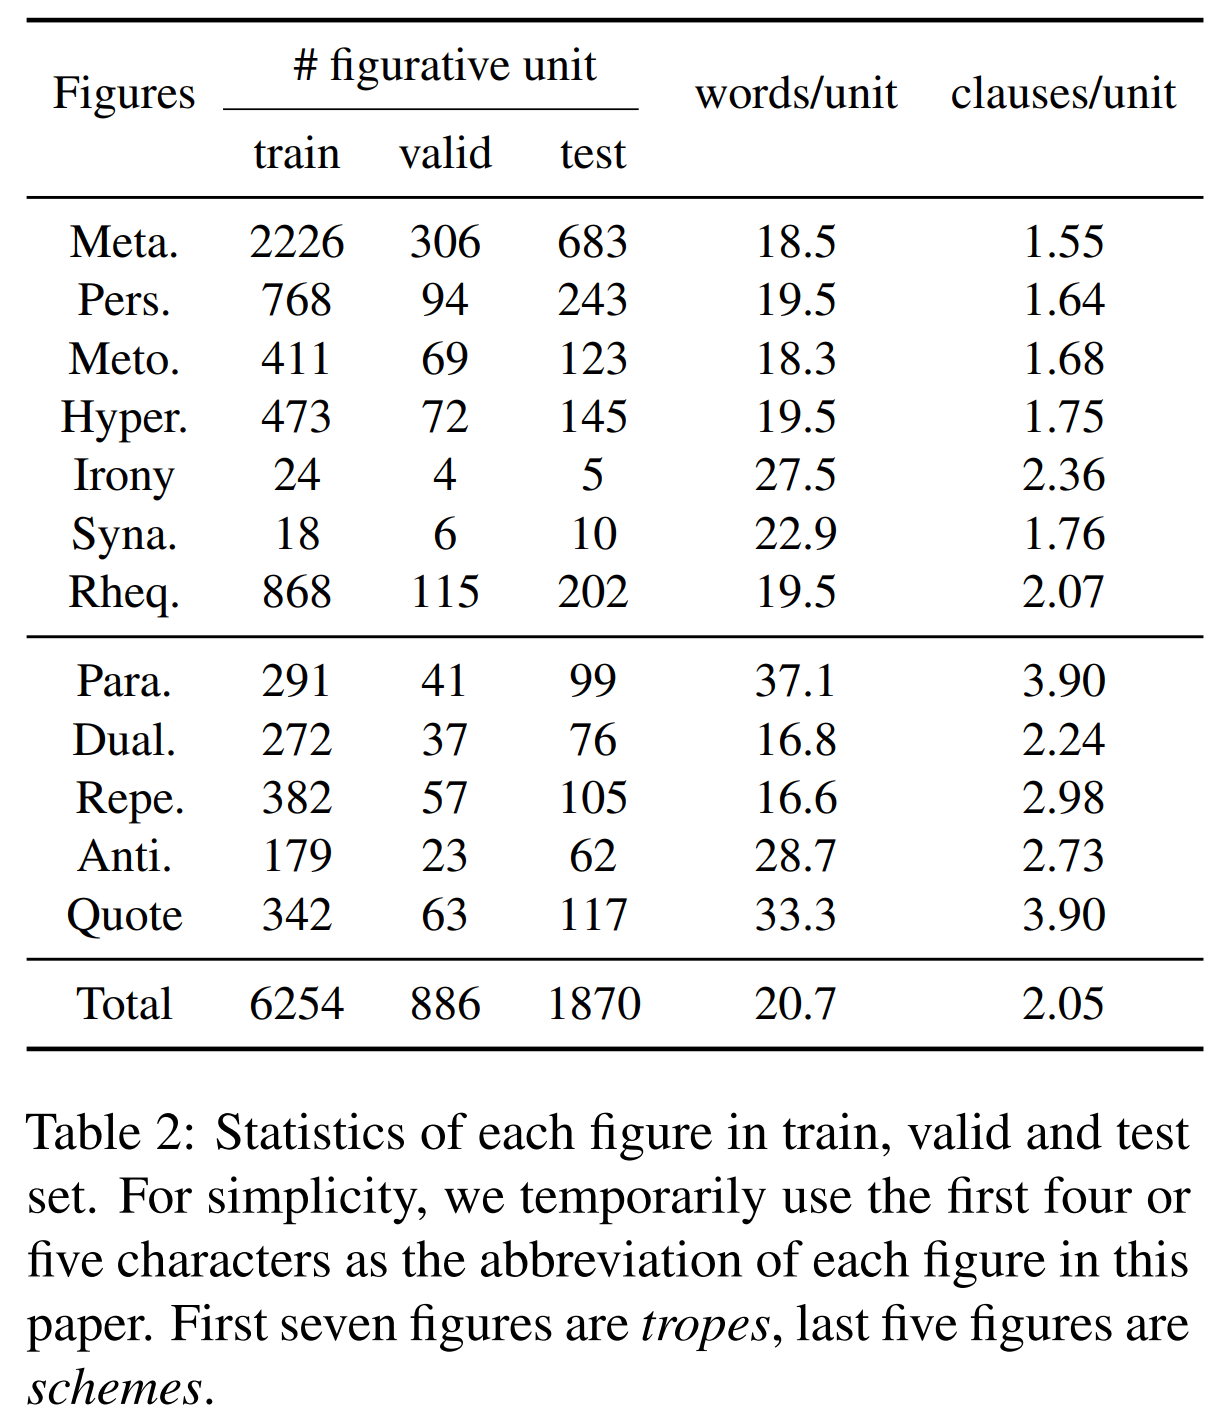 # figurative unit
Figures words/unit clauses/unit
train valid test
Meta. 2226 306 683 18.5 1.55
Pers. 768 94 243 19.5 1.64
Meto. 411 69 123 18.3 1.68
Hyper. 473 72 145 19.5 1.75
Irony 24 4 5 27.5 2.36
Syna. 18 6 10 22.9 1.76
Rheq. 868 115 202 19.5 2.07
Para. 291 41 99 37.1 3.90
Dual. 272 37 76 16.8 2.24
Repe. 382 57 105 16.6 2.98
Anti. 179 23 62 28.7 2.73
Quote 342 63 117 33.3 3.90
Total 6254 886 1870 20.7 2.05
Table 2: Statistics of each figure in train, valid and test
set. For simplicity, we temporarily use the first four or
five characters as the abbreviation of each figure in this
paper. First seven figures are tropes, last five figures are
schemes.